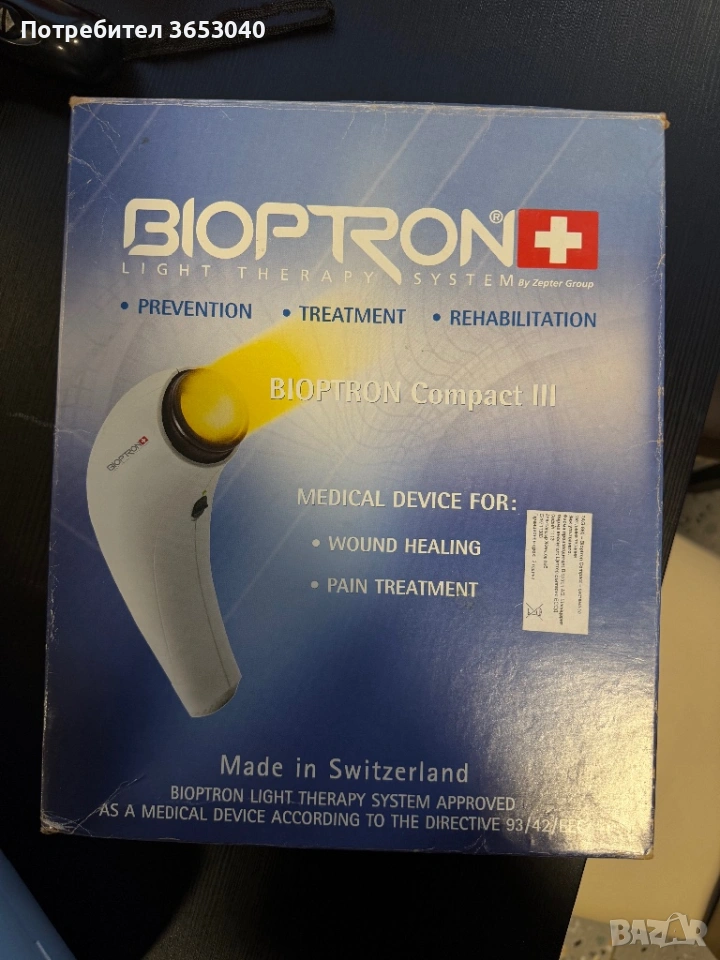 Потребител 3653040
BIOPTRON®
LIGHT THERAPY SYSTEM By Zepter Group
• PREVENTION • TREATMENT • REHABILITATION
BIOPTRON Compact III
BIOPTRON
MEDICAL DEVICE FOR:
• WOUND HEALING
• PAIN TREATMENT
Made in Switzerland
BIOPTRON LIGHT THERAPY SYSTEM APPROVED
AS A MEDICAL DEVICE ACCORDING TO THE DIRECTIVE 93/42/EEC
BAZAR